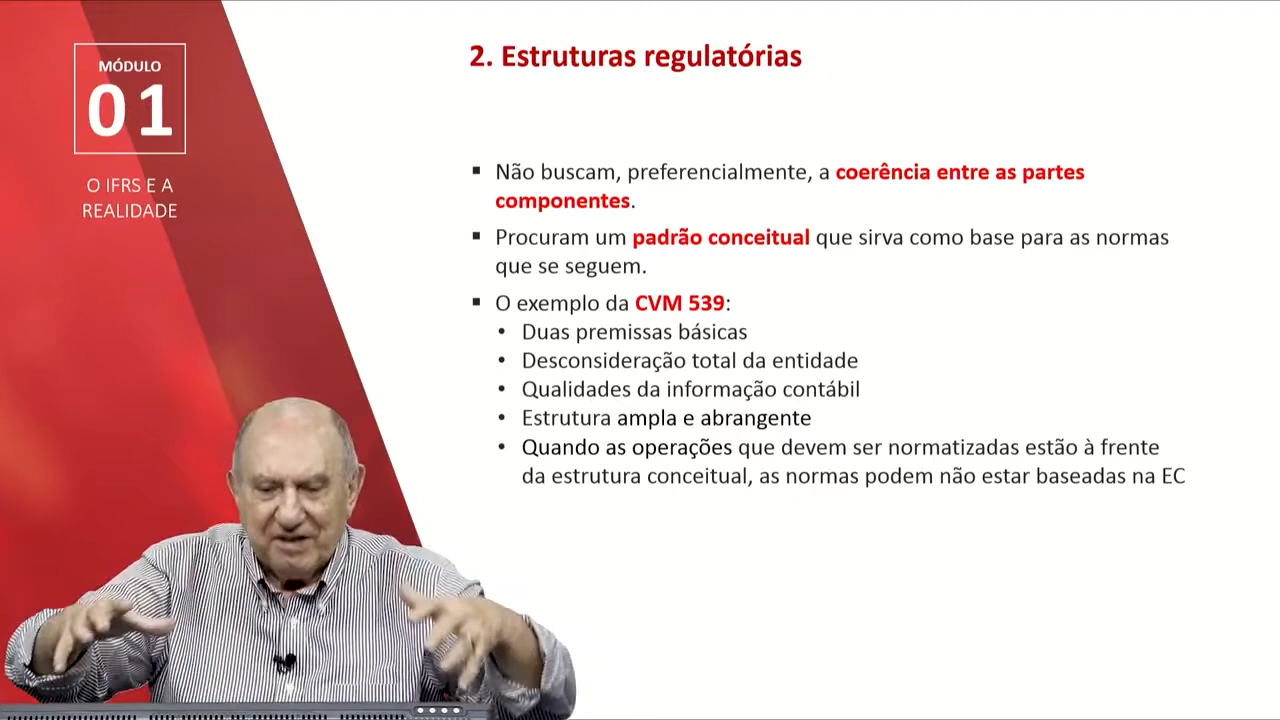 MÓDULO
01
O IFRS E A
REALIDADE
2. Estruturas regulatórias
▪ Não buscam, preferencialmente, a coerência entre as partes
componentes.
▪ Procuram um padrão conceitual que sirva como base para as normas
que se seguem.
▪ O exemplo da CVM 539:
• Duas premissas básicas
• Desconsideração total da entidade
• Qualidades da informação contábil
• Estrutura ampla e abrangente
• Quando as operações que devem ser normatizadas estão à frente
da estrutura conceitual, as normas podem não estar baseadas na EC